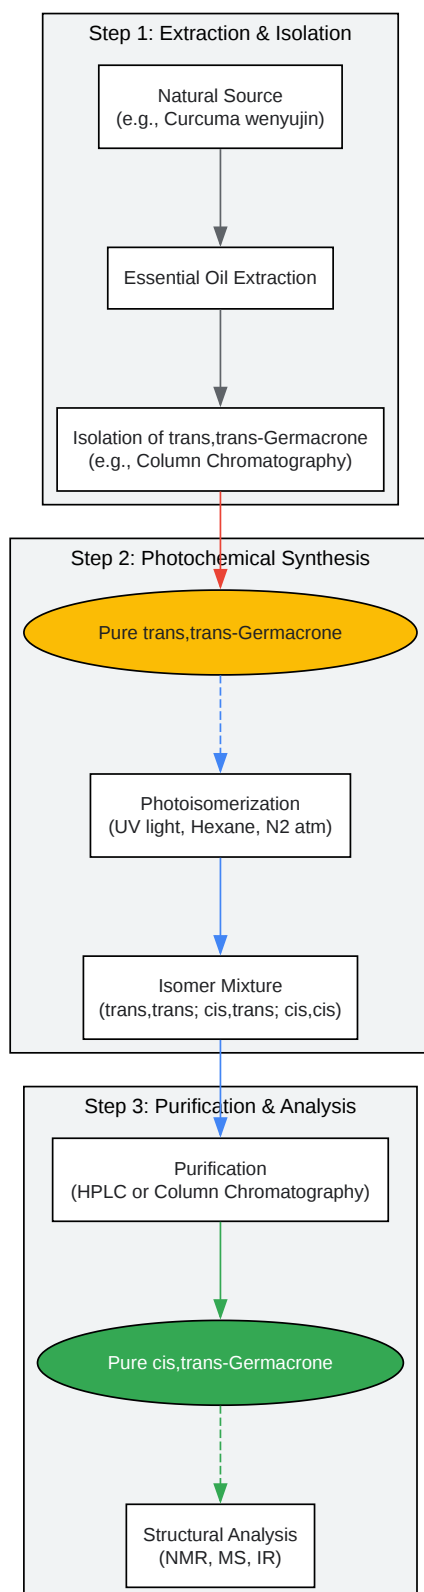 Step 1: Extraction & Isolation
Natural Source
(e.g., Curcuma wenyujin)
Essential Oil Extraction
Isolation of trans,trans-Germacrone
(e.g., Column Chromatography)
Step 2: Photochemical Synthesis
Pure trans,trans-Germacrone
Photoisomerization
(UV light, Hexane, N2 atm)
Isomer Mixture
(trans,trans; cis,trans; cis,cis)
Step 3: Purification & Analysis
Purification
(HPLC or Column Chromatography)
Pure cis,trans-Germacrone
Structural Analysis
(NMR, MS, IR)